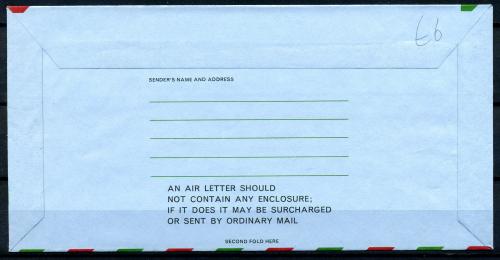 £6
SENDER'S NAME AND ADDRESS
AN AIR LETTER SHOULD
NOT CONTAIN ANY ENCLOSURE;
IF IT DOES IT MAY BE SURCHARGED
OR SENT BY ORDINARY MAIL
SECOND FOLD HERE